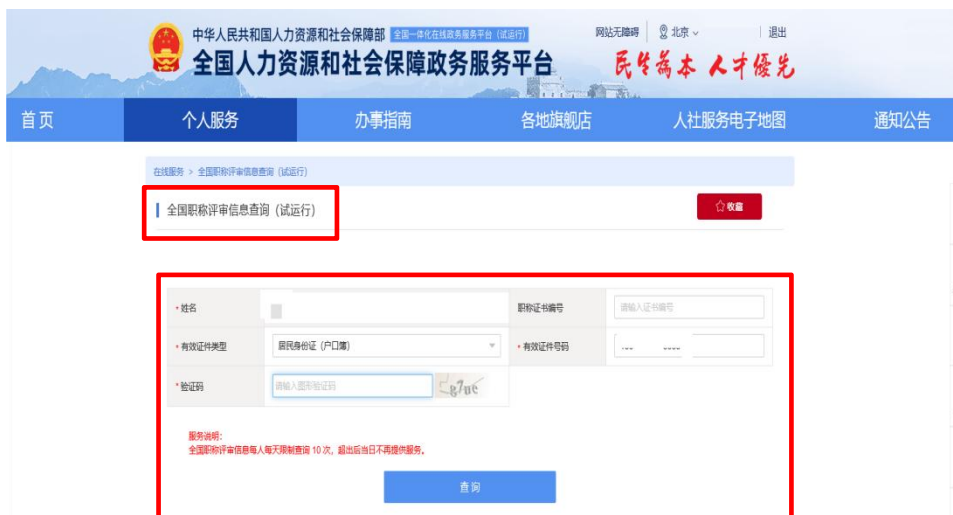 中华人民共和国人力资源和社会保障部 全国一体化在线政务服务平台（试运行） 网站无障碍 北京 退出
全国人力资源和社会保障政务服务平台 民生为本 人才優先
首页 个人服务 办事指南 各地旗舰店 人社服务电子地图 通知公告
在线服务 > 全国职称评审信息查询（试运行）
全国职称评审信息查询（试运行） 收藏
* 姓名 职称证书编号 请输入证书编号
* 有效证件类型 居民身份证（户口簿） * 有效证件号码
* 验证码 请输入图形验证码 g7ue
服务说明：
全国职称评审信息每人每天限制查询 10 次，超出后当日不再提供服务。
查询